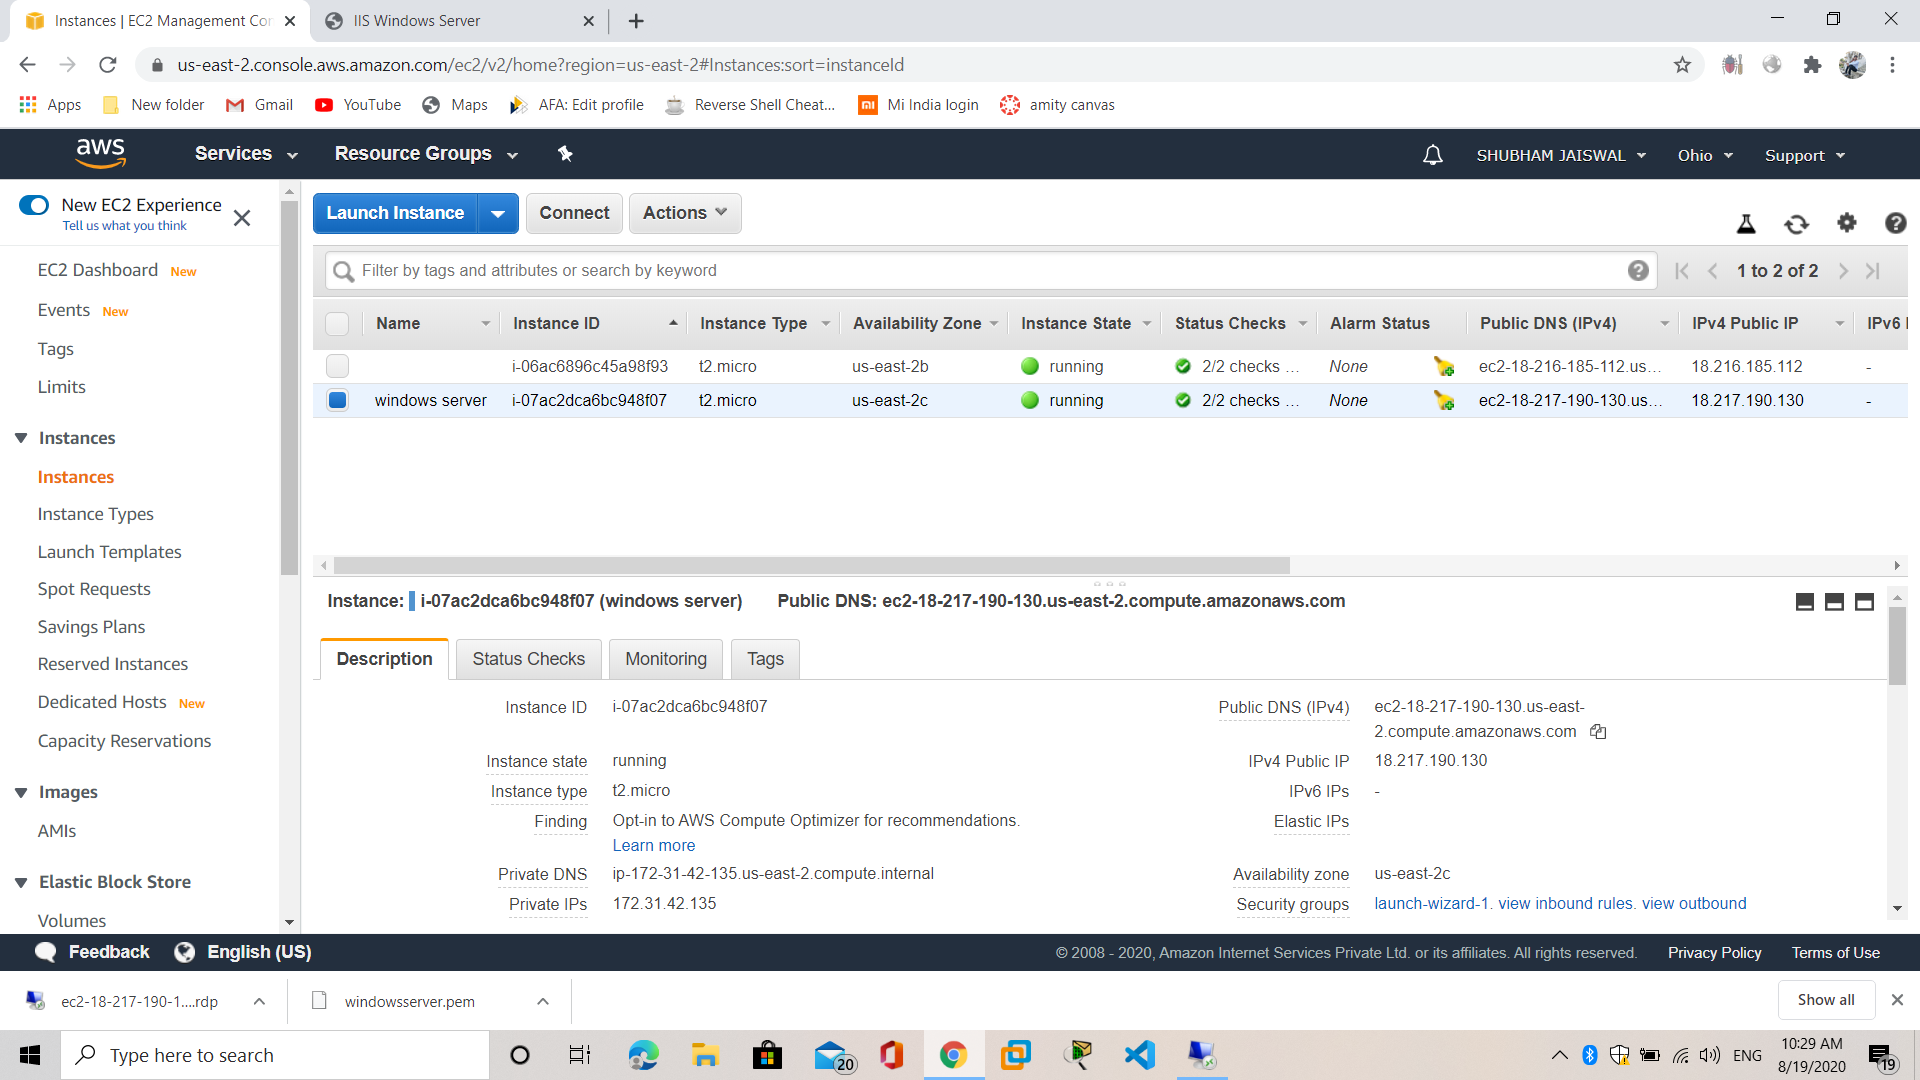 Instances | EC2 Management Con
IIS Windows Server
us-east-2.console.aws.amazon.com/ec2/v2/home?region=us-east-2#Instances:sort=instanceId
Apps
New folder
Gmail
YouTube
Maps
AFA: Edit profile
Reverse Shell Cheat...
Mi India login
amity canvas
aws
Services
Resource Groups
SHUBHAM JAISWAL
Ohio
Support
New EC2 Experience
Tell us what you think
EC2 Dashboard New
Events New
Tags
Limits
Instances
Instances
Instance Types
Launch Templates
Spot Requests
Savings Plans
Reserved Instances
Dedicated Hosts New
Capacity Reservations
Images
AMIs
Elastic Block Store
Volumes
Launch Instance
Connect
Actions
Filter by tags and attributes or search by keyword
1 to 2 of 2
Name Instance ID Instance Type Availability Zone Instance State Status Checks Alarm Status Public DNS (IPv4) IPv4 Public IP IPv6 I
i-06ac6896c45a98f93 t2.micro us-east-2b running 2/2 checks ... None ec2-18-216-185-112.us... 18.216.185.112 -
windows server i-07ac2dca6bc948f07 t2.micro us-east-2c running 2/2 checks ... None ec2-18-217-190-130.us... 18.217.190.130 -
Instance: i-07ac2dca6bc948f07 (windows server) Public DNS: ec2-18-217-190-130.us-east-2.compute.amazonaws.com
Description Status Checks Monitoring Tags
Instance ID i-07ac2dca6bc948f07
Instance state running
Instance type t2.micro
Finding Opt-in to AWS Compute Optimizer for recommendations.
Learn more
Private DNS ip-172-31-42-135.us-east-2.compute.internal
Private IPs 172.31.42.135
Public DNS (IPv4) ec2-18-217-190-130.us-east-
2.compute.amazonaws.com
IPv4 Public IP 18.217.190.130
IPv6 IPs -
Elastic IPs
Availability zone us-east-2c
Security groups launch-wizard-1. view inbound rules. view outbound
Feedback
English (US)
© 2008 - 2020, Amazon Internet Services Private Ltd. or its affiliates. All rights reserved.
Privacy Policy
Terms of Use
ec2-18-217-190-1....rdp
windowsserver.pem
Show all
Type here to search
20
ENG
10:29 AM
8/19/2020
19